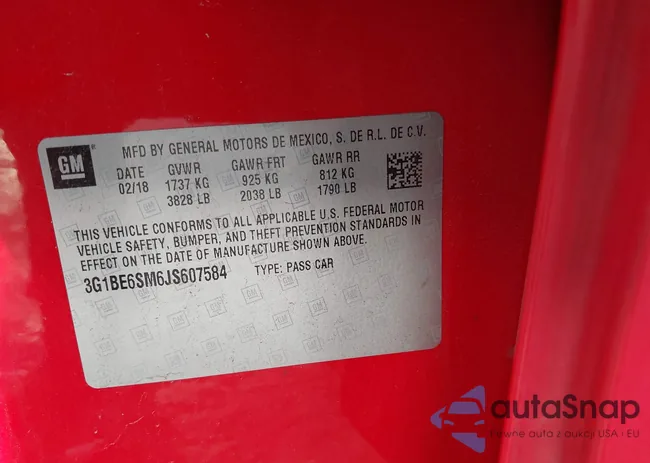 GM
MFD BY GENERAL MOTORS DE MEXICO, S. DE R.L. DE C.V.
DATE GVWR GAWR FRT GAWR RR
02/18 1737 KG 925 KG 812 KG
3828 LB 2038 LB 1790 LB
THIS VEHICLE CONFORMS TO ALL APPLICABLE U.S. FEDERAL MOTOR
VEHICLE SAFETY, BUMPER, AND THEFT PREVENTION STANDARDS IN
EFFECT ON THE DATE OF MANUFACTURE SHOWN ABOVE.
3G1BE6SM6JS607584 TYPE: PASS CAR
autaSnap
Pewne auta z aukcji USA i EU